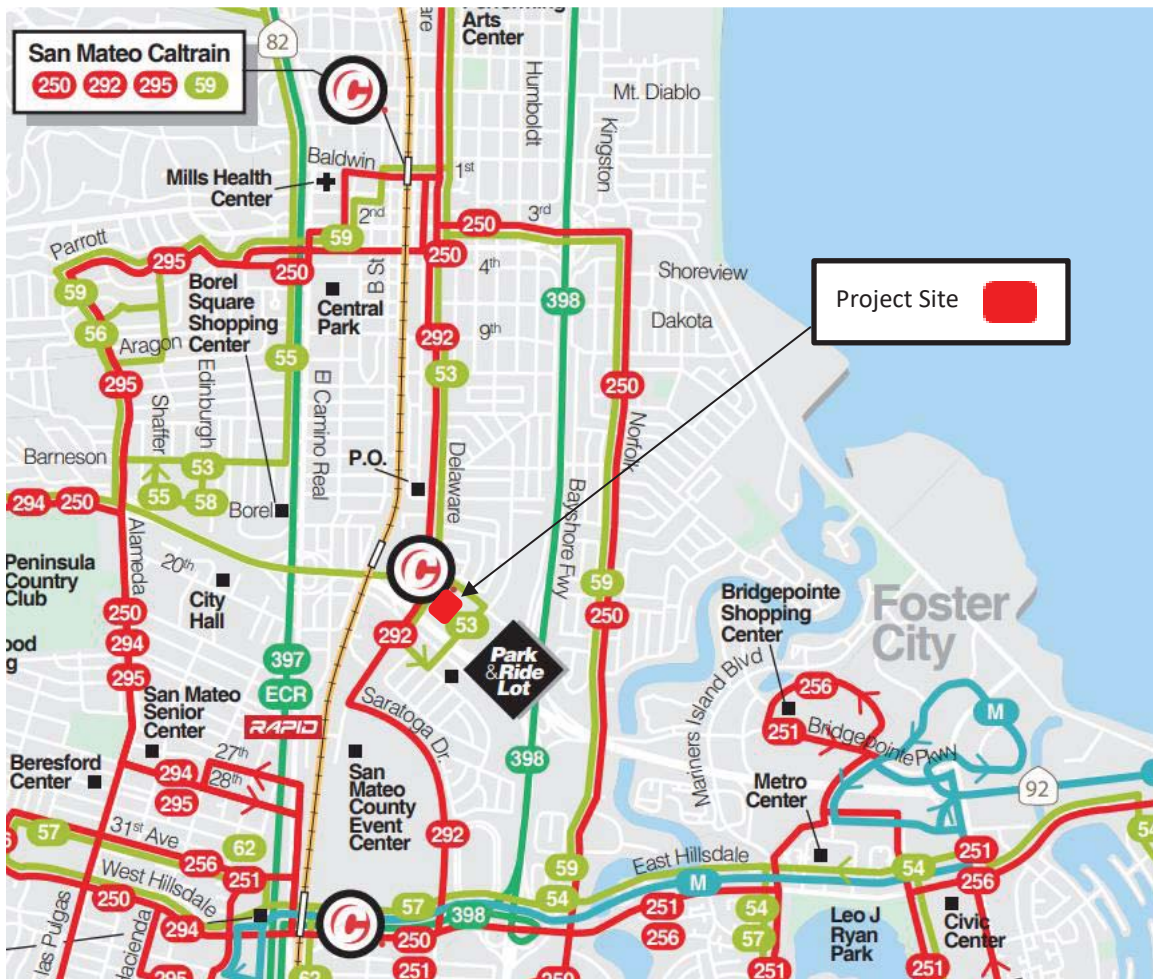 Performing
Arts
Center
San Mateo Caltrain
250 292 295 59
82
C
Humboldt
Mt. Diablo
Kingston
Baldwin
1st
Mills Health
Center
2nd
3rd
59
250
Parrott
295
250
250
4th
Shoreview
59
Borel
Square
Shopping
Center
B St
Central
Park
398
Project Site
56
Aragon
9th
292
Dakota
55
53
295
Edinburgh
Shaffer
El Camino Real
250
Norfolk
Barneson
53
P.O.
Delaware
294
250
55
58
Borel
Bayshore Fwy
Alameda
20th
C
Peninsula
Country
Club
City
Hall
59
Bridgepointe
Shopping
Center
Foster
City
250
292
53
250
294
397
Park
&Ride
Lot
295
ECR
256
M
San Mateo
Senior
Center
RAPID
Saratoga Dr.
Mariners Island Blvd
251
Bridgepointe Pkwy
27th
398
Beresford
Center
294
28th
San
Mateo
County
Event
Center
Metro
Center
92
295
31st Ave
57
62
292
54
256
251
59
East Hillsdale
54
251
West Hillsdale
M
256
250
57
54
251
54
294
398
250
256
57
Leo J
Ryan
Park
Civic
Center
C
las Pulgas
Hacienda
295
62
251
250
251
251